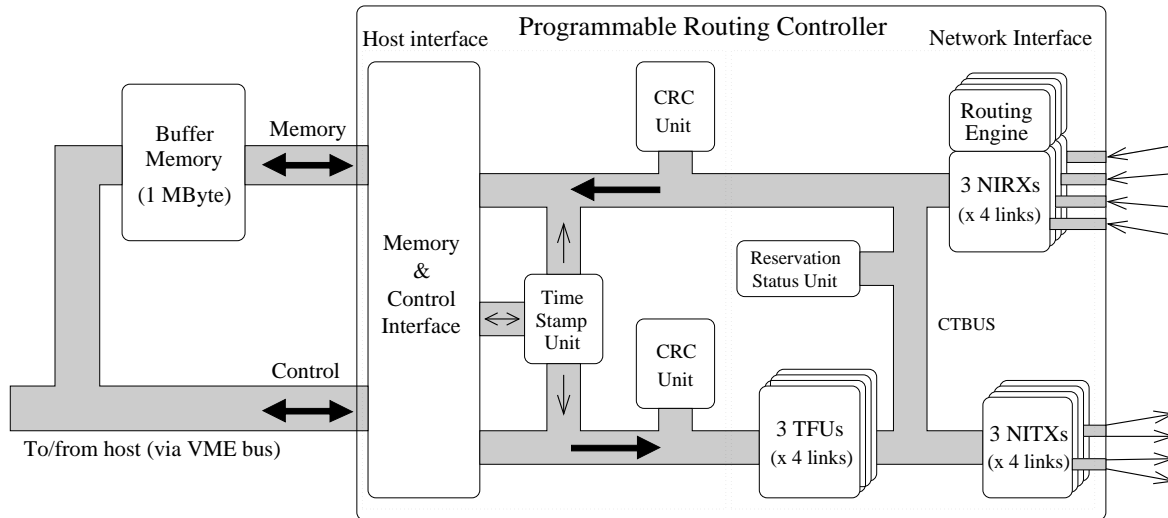 Programmable Routing Controller
Host interface
Network Interface
Buffer
Memory
(1 MByte)
Memory
CRC
Unit
Routing
Engine
3 NIRXs
(x 4 links)
Memory
&
Control
Interface
Reservation
Status Unit
Time
Stamp
Unit
CTBUS
CRC
Unit
Control
3 TFUs
(x 4 links)
3 NITXs
(x 4 links)
To/from host (via VME bus)